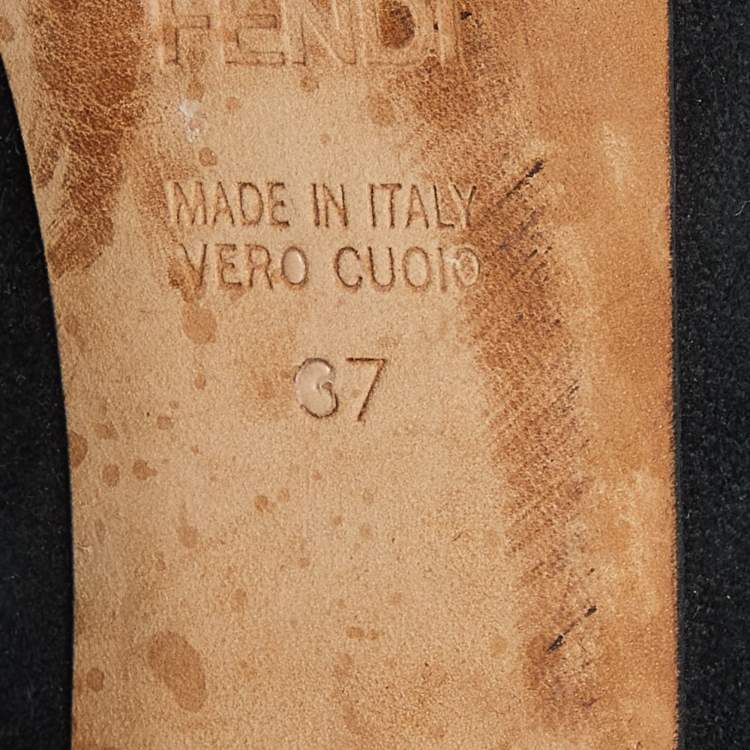 FENDI
MADE IN ITALY
VERO CUOIO
37